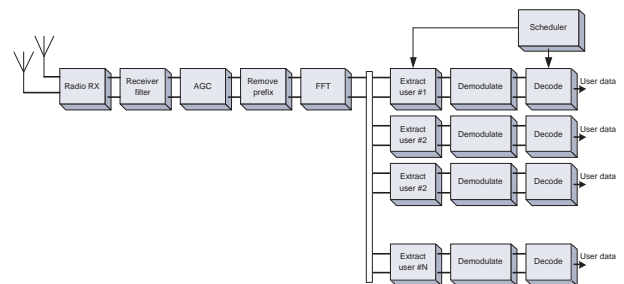 Scheduler
Radio RX
Receiver
filter
AGC
Remove
prefix
FFT
Extract
user #1
Demodulate
Decode
User data
Extract
user #2
Demodulate
Decode
User data
Extract
user #2
Demodulate
Decode
User data
Extract
user #N
Demodulate
Decode
User data